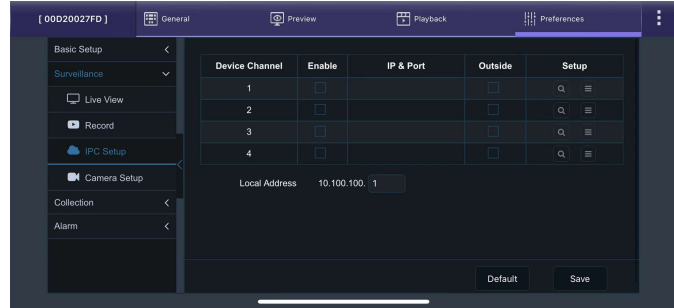 [ 00D20027FD ] General Preview Playback Preferences
Basic Setup
Surveillance
Live View
Record
IPC Setup
Camera Setup
Collection
Alarm
Device Channel Enable IP & Port Outside Setup
1
2
3
4
Local Address 10.100.100. 1
Default Save